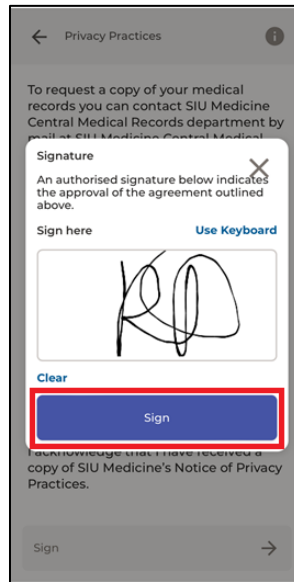 Privacy Practices
To request a copy of your medical
records you can contact SIU Medicine
Central Medical Records department by
mail at SIU Medicine Central Medical
Signature
An authorised signature below indicates
the approval of the agreement outlined
above.
Sign here
Use Keyboard
Clear
Sign
I acknowledge that I have received a
copy of SIU Medicine's Notice of Privacy
Practices.
Sign